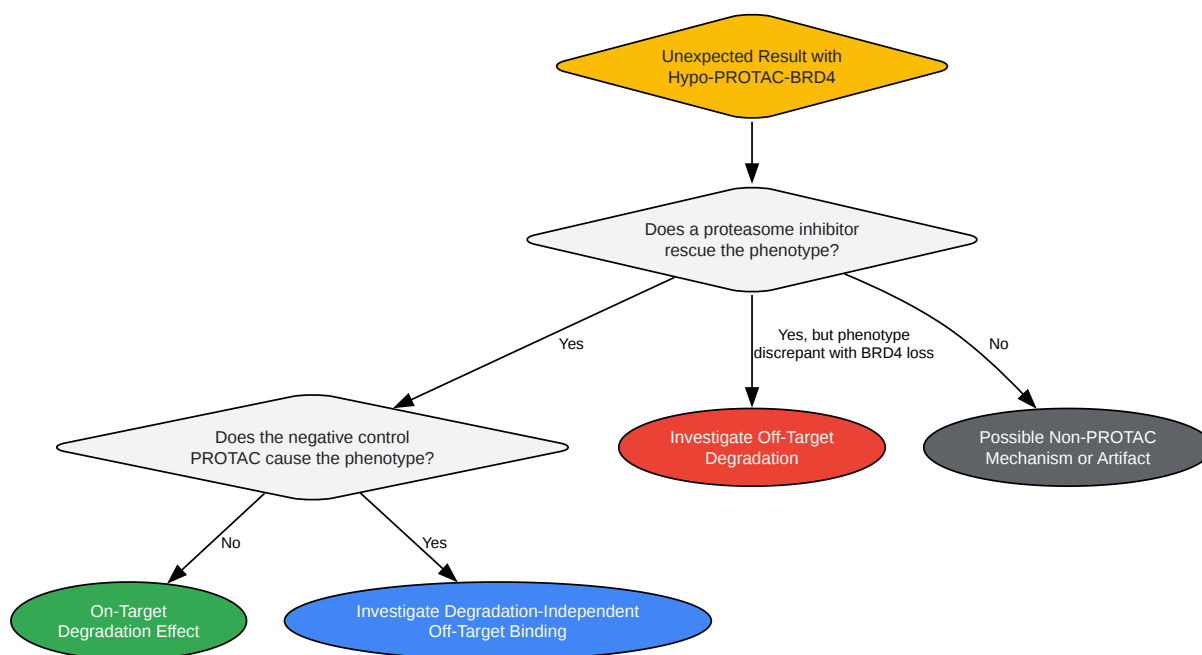 Unexpected Result with
Hypo-PROTAC-BRD4
Does a proteasome inhibitor
rescue the phenotype?
Yes
Yes, but phenotype
discrepant with BRD4 loss
No
Does the negative control
PROTAC cause the phenotype?
Investigate Off-Target
Degradation
Possible Non-PROTAC
Mechanism or Artifact
No
Yes
On-Target
Degradation Effect
Investigate Degradation-Independent
Off-Target Binding